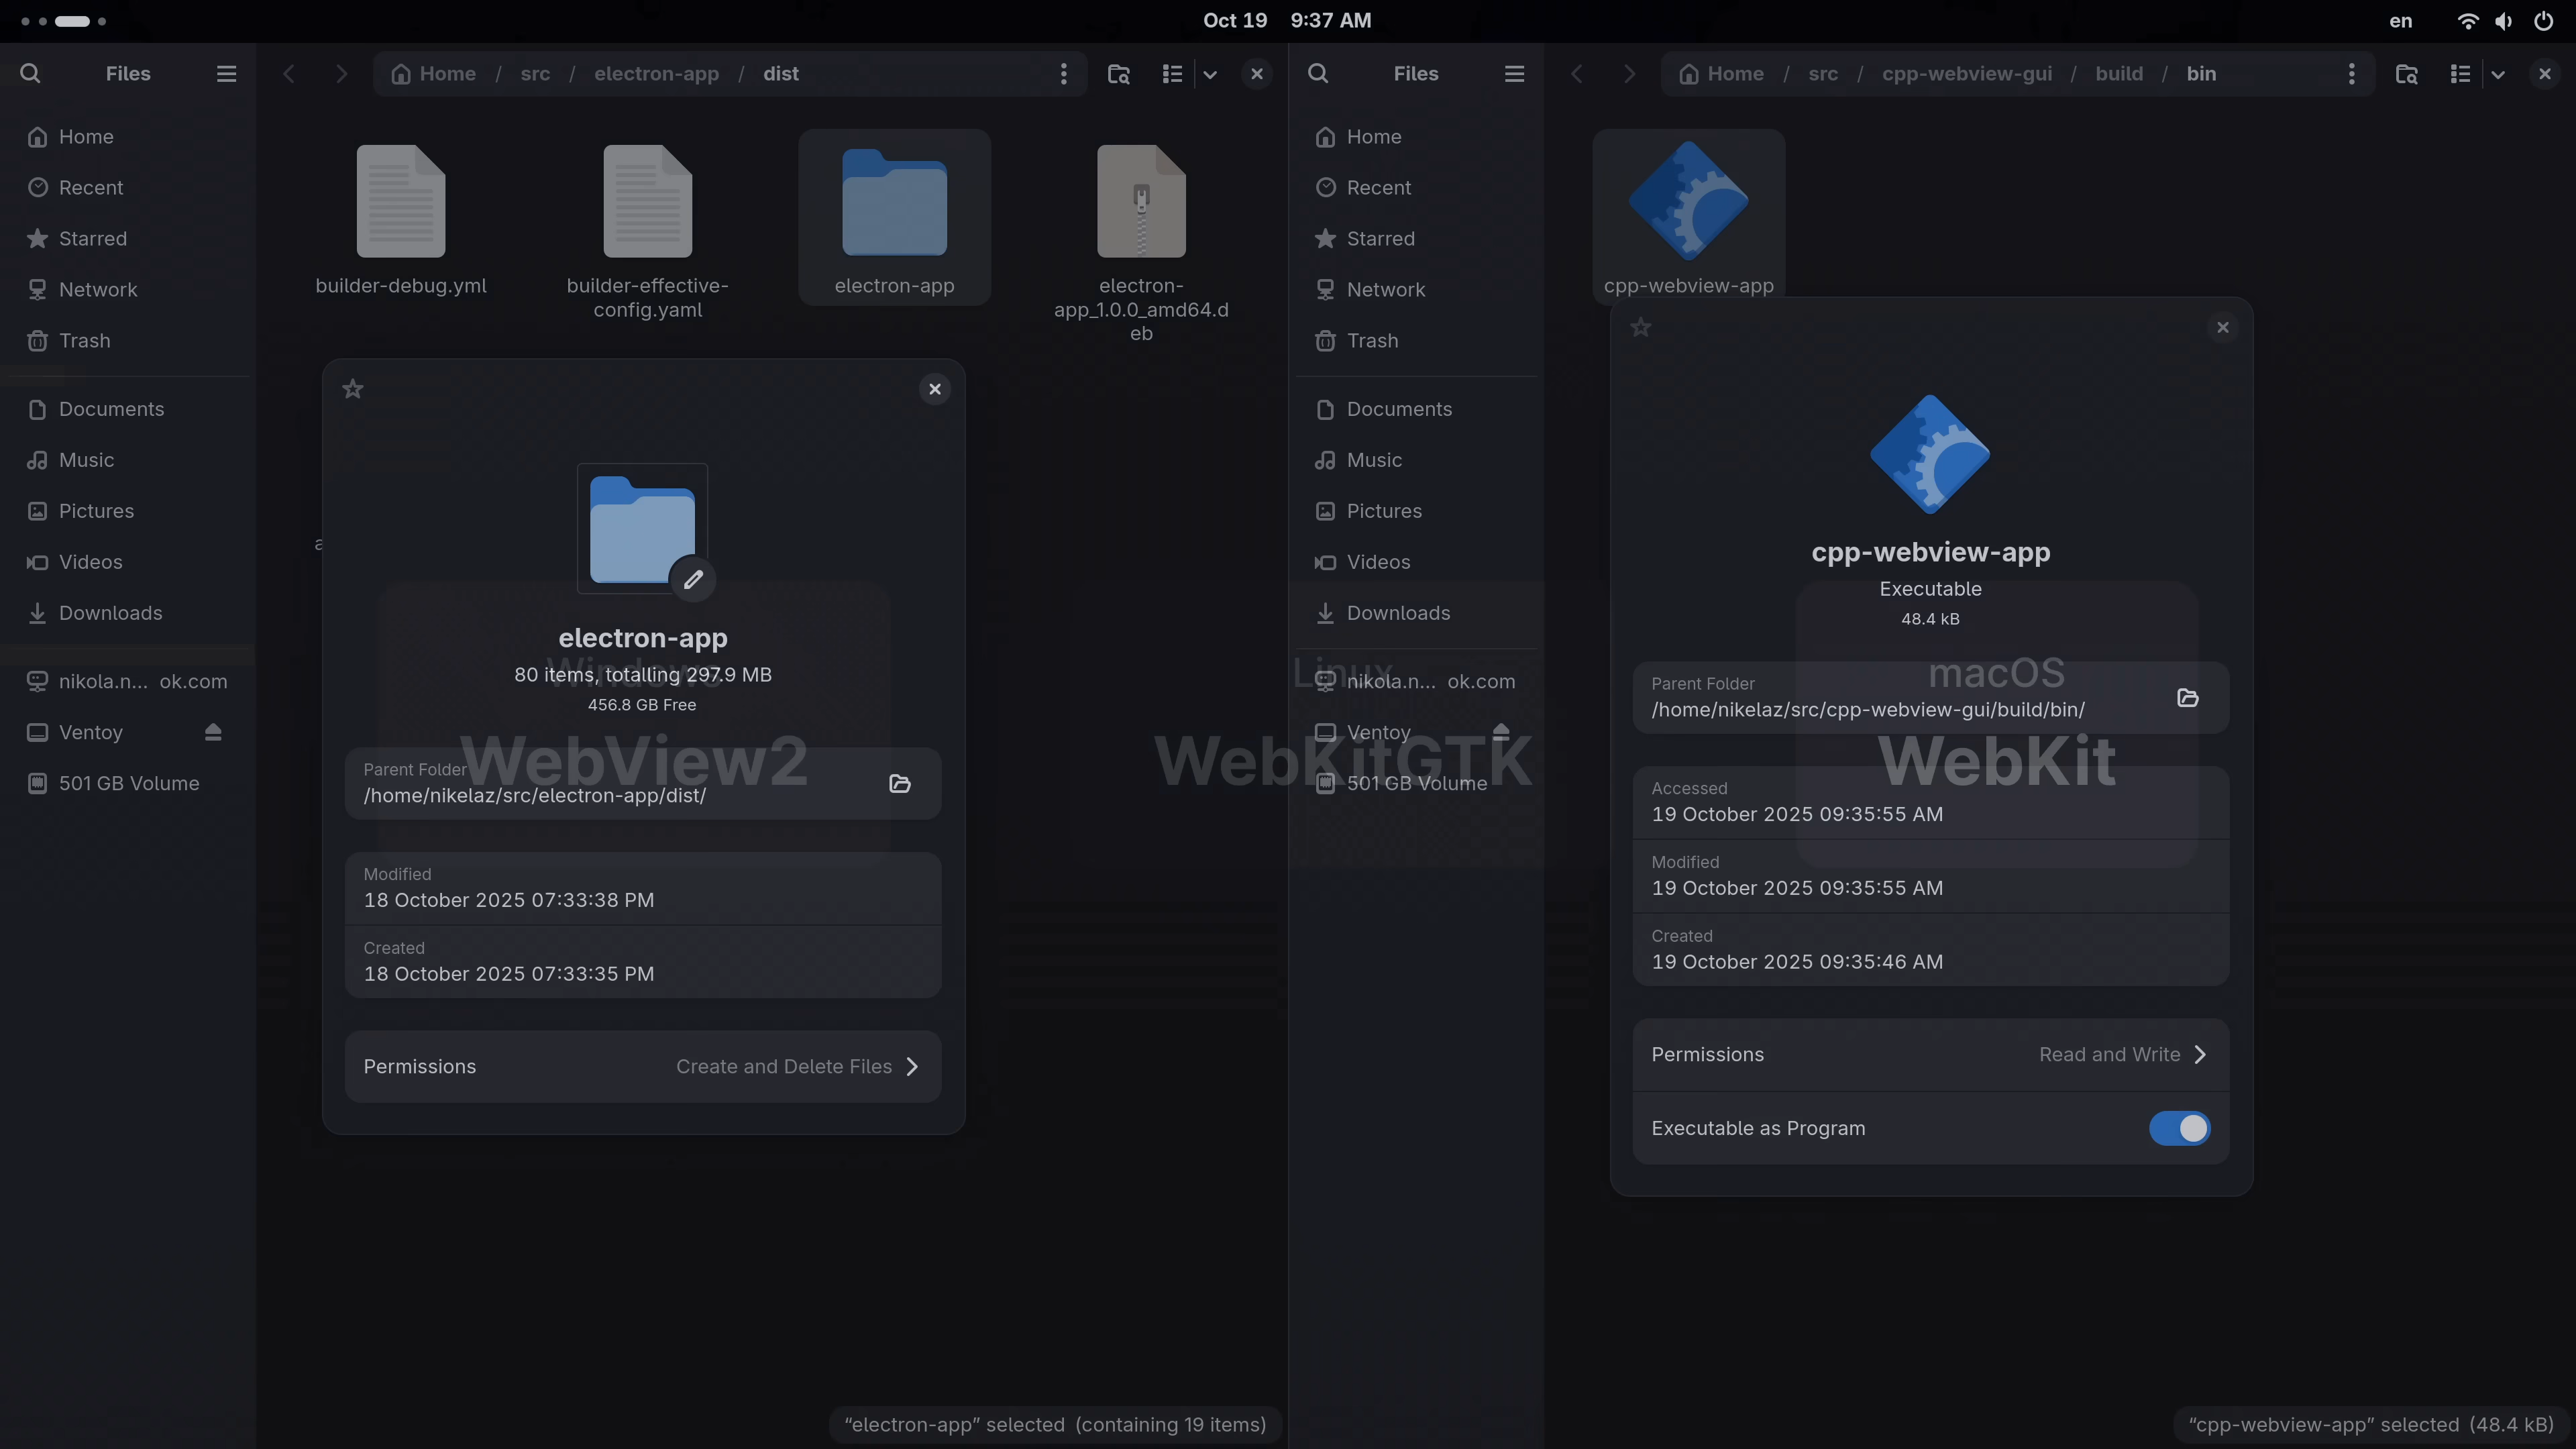 Oct 19 9:37 AM
en
Files
Home / src / electron-app / dist
Home
Recent
Starred
Network
Trash
Documents
Music
Pictures
Videos
Downloads
nikola.n... ok.com
Ventoy
501 GB Volume
builder-debug.yml
builder-effective-
config.yaml
electron-app
electron-
app_1.0.0_amd64.d
eb
a
electron-app
80 items, totalling 297.9 MB
456.8 GB Free
Windows
WebView2
Parent Folder
/home/nikelaz/src/electron-app/dist/
Modified
18 October 2025 07:33:38 PM
Created
18 October 2025 07:33:35 PM
Permissions
Create and Delete Files
“electron-app” selected (containing 19 items)
Files
Home / src / cpp-webview-gui / build / bin
Home
Recent
Starred
Network
Trash
Documents
Music
Pictures
Videos
Downloads
Linux
nikola.n... ok.com
Ventoy
WebKitGTK
501 GB Volume
cpp-webview-app
cpp-webview-app
Executable
48.4 kB
macOS
WebKit
Parent Folder
/home/nikelaz/src/cpp-webview-gui/build/bin/
Accessed
19 October 2025 09:35:55 AM
Modified
19 October 2025 09:35:55 AM
Created
19 October 2025 09:35:46 AM
Permissions
Read and Write
Executable as Program
“cpp-webview-app” selected (48.4 kB)